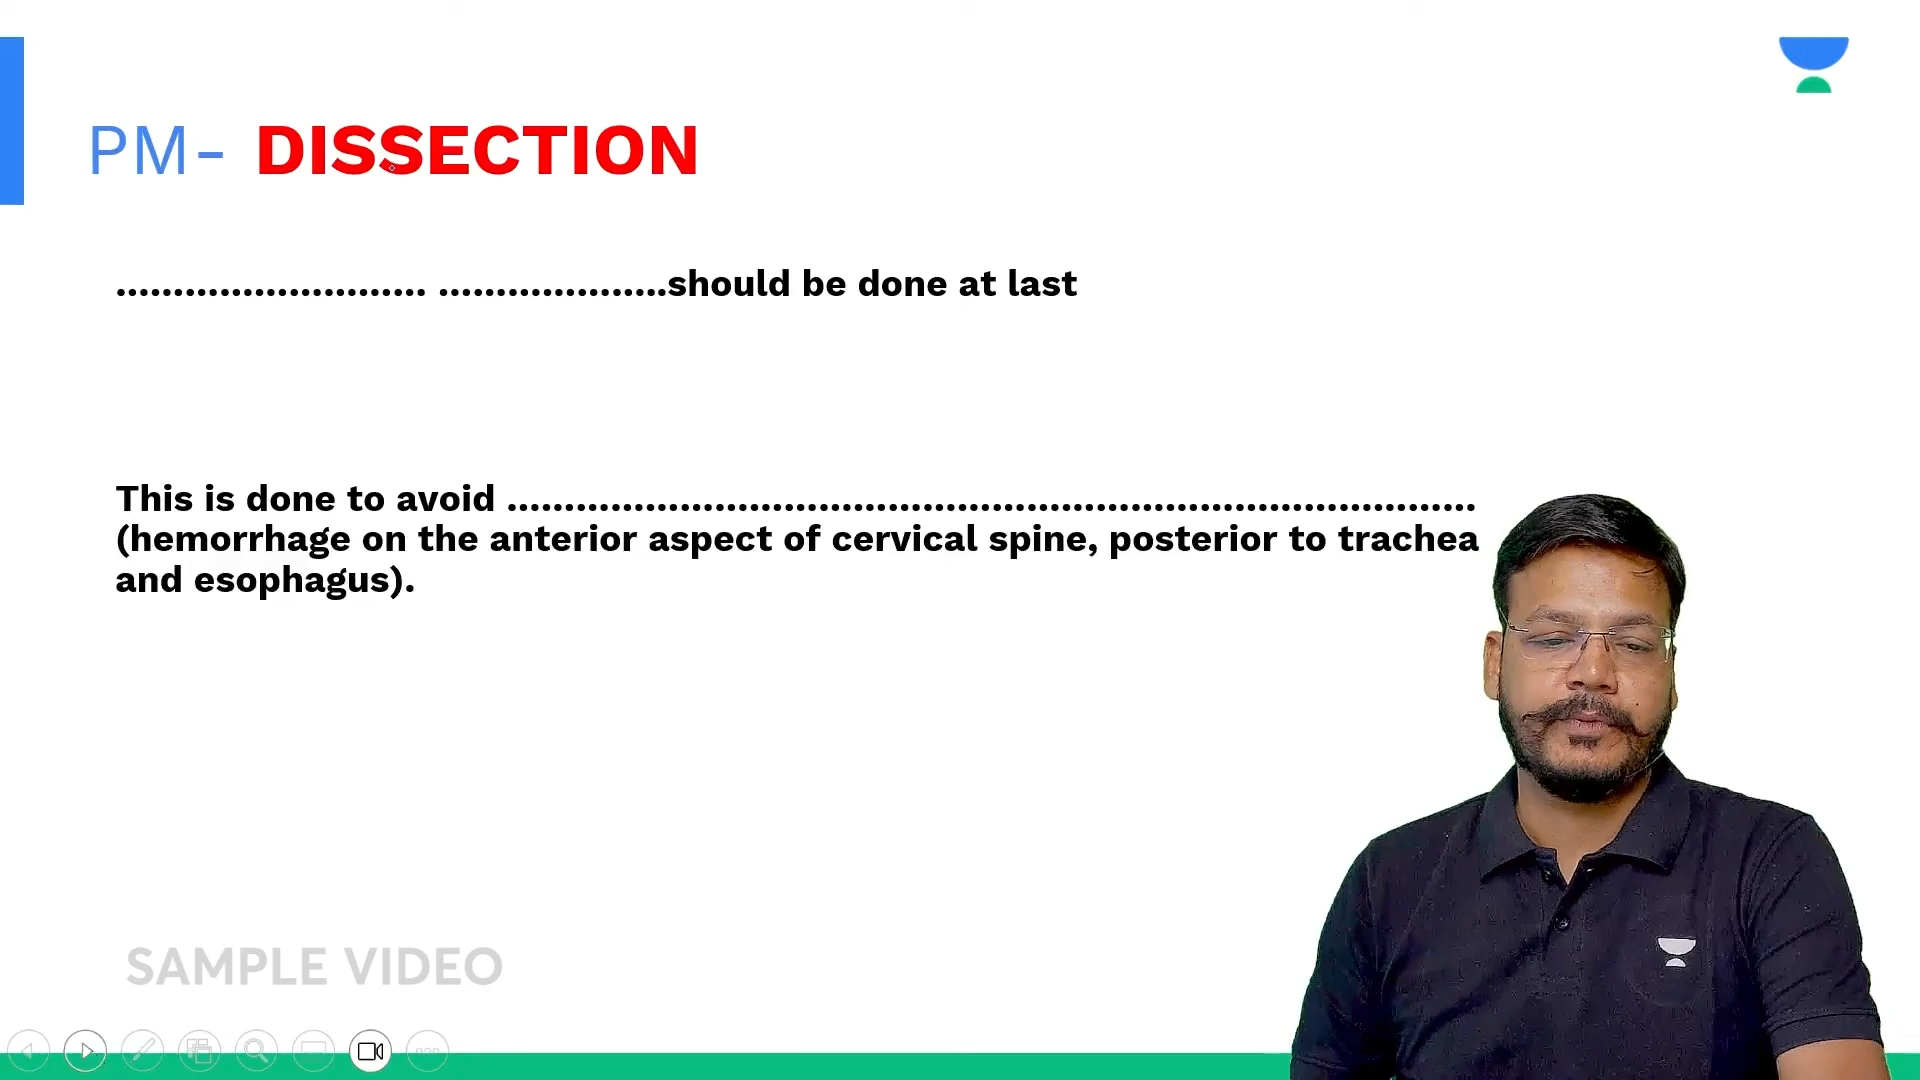 PM- DISSECTION
........................... ....................should be done at last
This is done to avoid .....................................................................................
(hemorrhage on the anterior aspect of cervical spine, posterior to trachea
and esophagus).
SAMPLE VIDEO